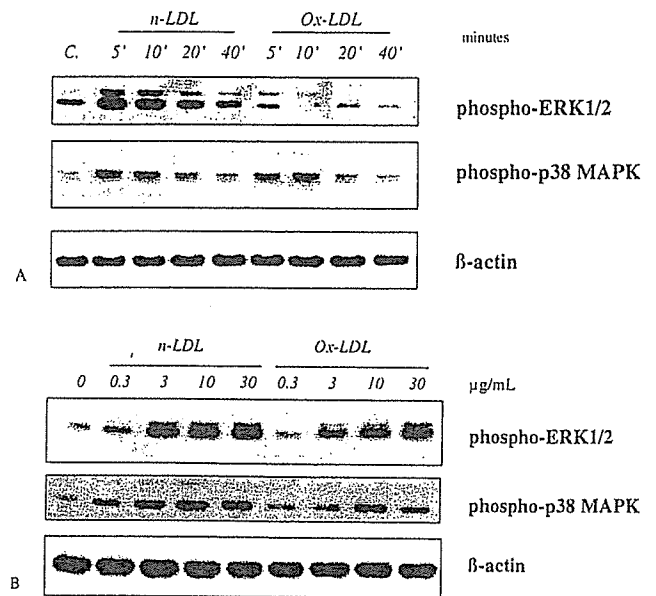 n-LDL Ox-LDL
C. 5' 10' 20' 40' 5' 10' 20' 40' minutes
phospho-ERK1/2
phospho-p38 MAPK
ß-actin
A
n-LDL Ox-LDL
0 0.3 3 10 30 0.3 3 10 30 µg/mL
phospho-ERK1/2
phospho-p38 MAPK
ß-actin
B